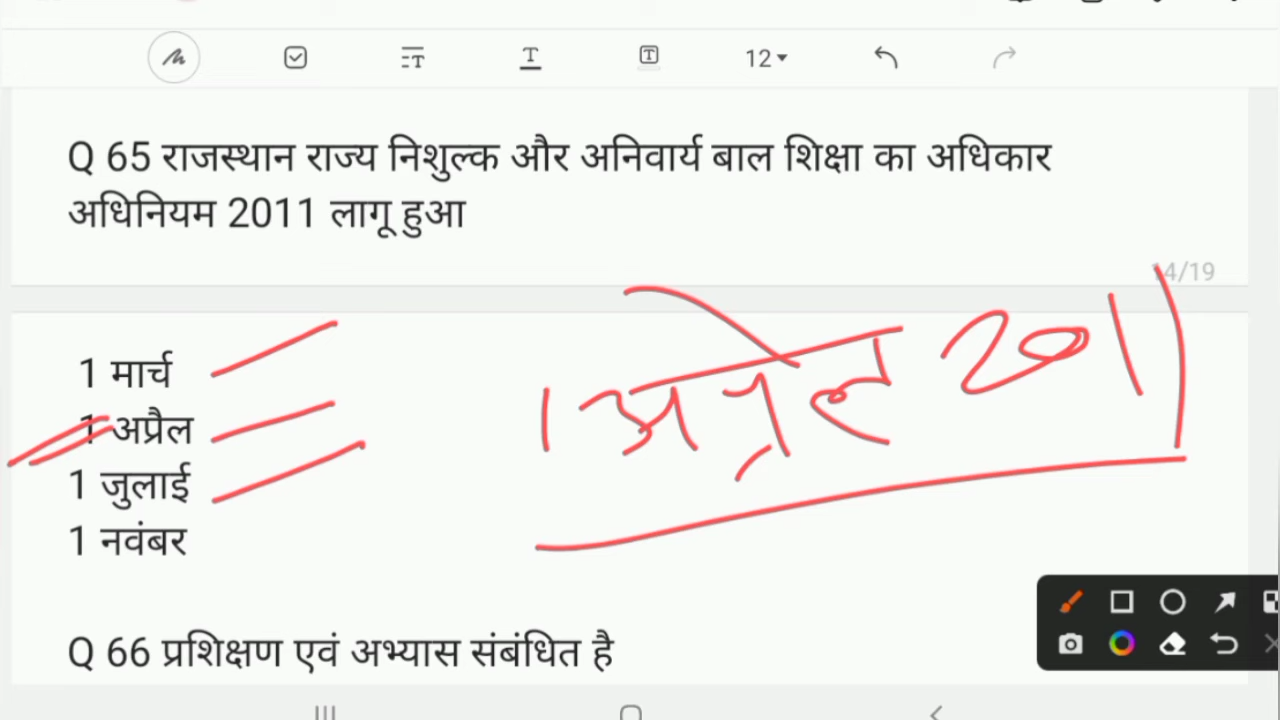 12
Q 65 राजस्थान राज्य निशुल्क और अनिवार्य बाल शिक्षा का अधिकार
अधिनियम 2011 लागू हुआ
14/19
1 मार्च
1 अप्रैल
1 जुलाई
1 नवंबर
1 अप्रैल 2011
Q 66 प्रशिक्षण एवं अभ्यास संबंधित है